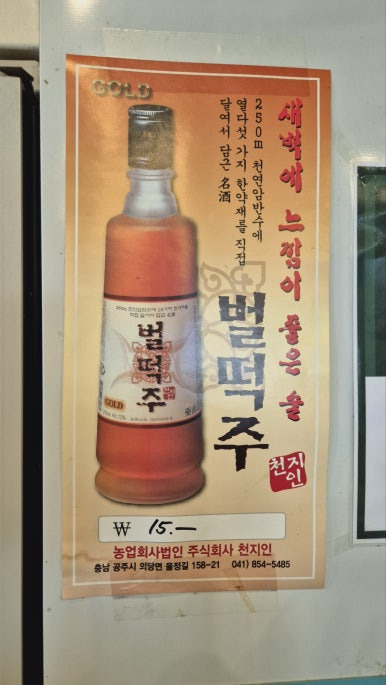 GOLD
새벽에 느낌이 좋은 술
250m 천연암반수에
열다섯 가지 한약재를 직접
달여서 담근 名酒
벌떡주
천지인
벌떡주
GOLD
₩ 15.—
농업회사법인 주식회사 천지인
충남 공주시 의당면 율정길 158-21 041) 854-5485